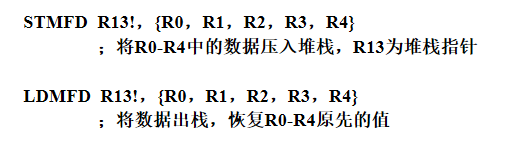 STMFD R13!，{R0，R1，R2，R3，R4}
；将R0-R4中的数据压入堆栈，R13为堆栈指针
LDMFD R13!，{R0，R1，R2，R3，R4}
；将数据出栈，恢复R0-R4原先的值